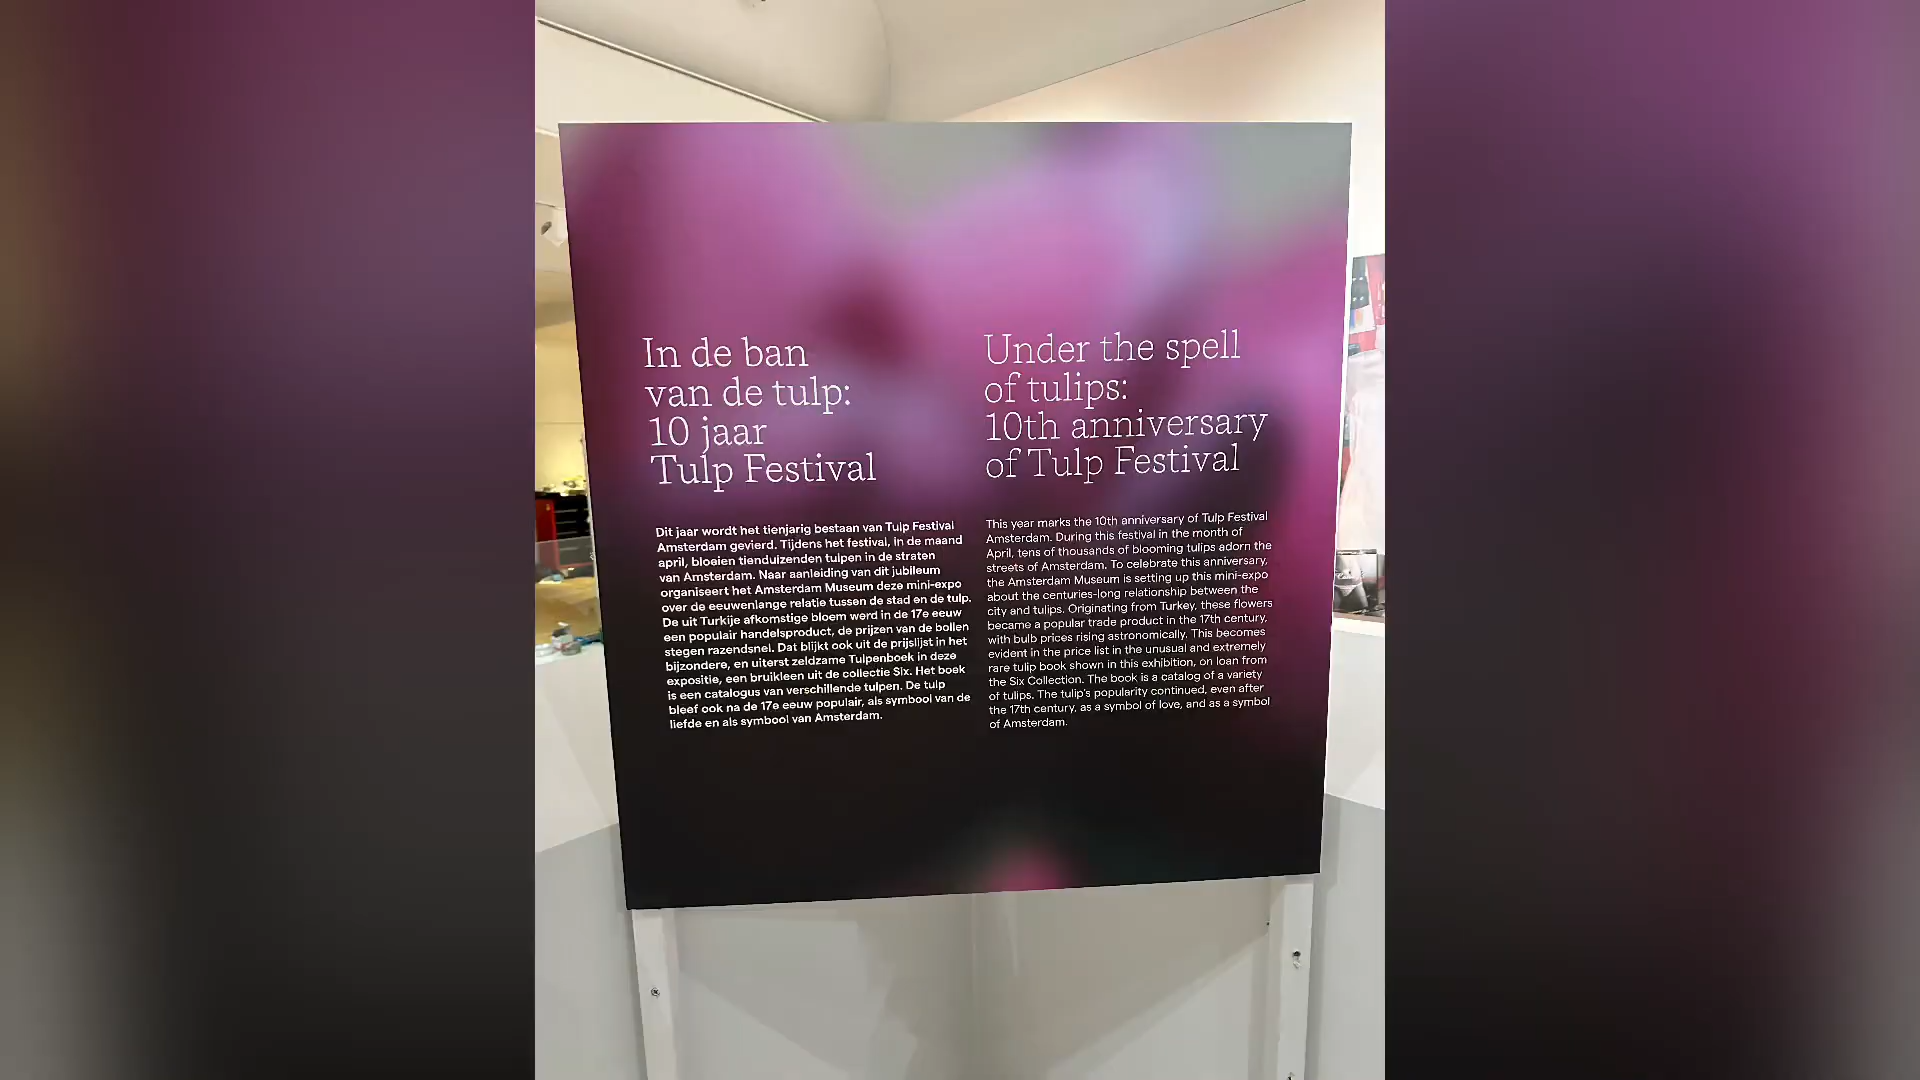 In de ban
van de tulp:
10 jaar
Tulp Festival
Dit jaar wordt het tienjarig bestaan van Tulp Festival
Amsterdam gevierd. Tijdens het festival, in de maand
april, bloeien tienduizenden tulpen in de straten
van Amsterdam. Naar aanleiding van dit jubileum
organiseert het Amsterdam Museum deze mini-expo
over de eeuwenlange relatie tussen de stad en de tulp.
De uit Turkije afkomstige bloem werd in de 17e eeuw
een populair handelsproduct, de prijzen van de bollen
stegen razendsnel. Dat blijkt ook uit de prijslijst in het
bijzondere, en uiterst zeldzame Tulpenboek in deze
expositie, een bruikleen uit de collectie Six. Het boek
is een catalogus van verschillende tulpen. De tulp
bleef ook na de 17e eeuw populair, als symbool van de
liefde en als symbool van Amsterdam.
Under the spell
of tulips:
10th anniversary
of Tulp Festival
This year marks the 10th anniversary of Tulp Festival
Amsterdam. During this festival in the month of
April, tens of thousands of blooming tulips adorn the
streets of Amsterdam. To celebrate this anniversary,
the Amsterdam Museum is setting up this mini-expo
about the centuries-long relationship between the
city and tulips. Originating from Turkey, these flowers
became a popular trade product in the 17th century,
with bulb prices rising astronomically. This becomes
evident in the price list in the unusual and extremely
rare tulip book shown in this exhibition, on loan from
the Six Collection. The book is a catalog of a variety
of tulips. The tulip's popularity continued, even after
the 17th century, as a symbol of love, and as a symbol
of Amsterdam.